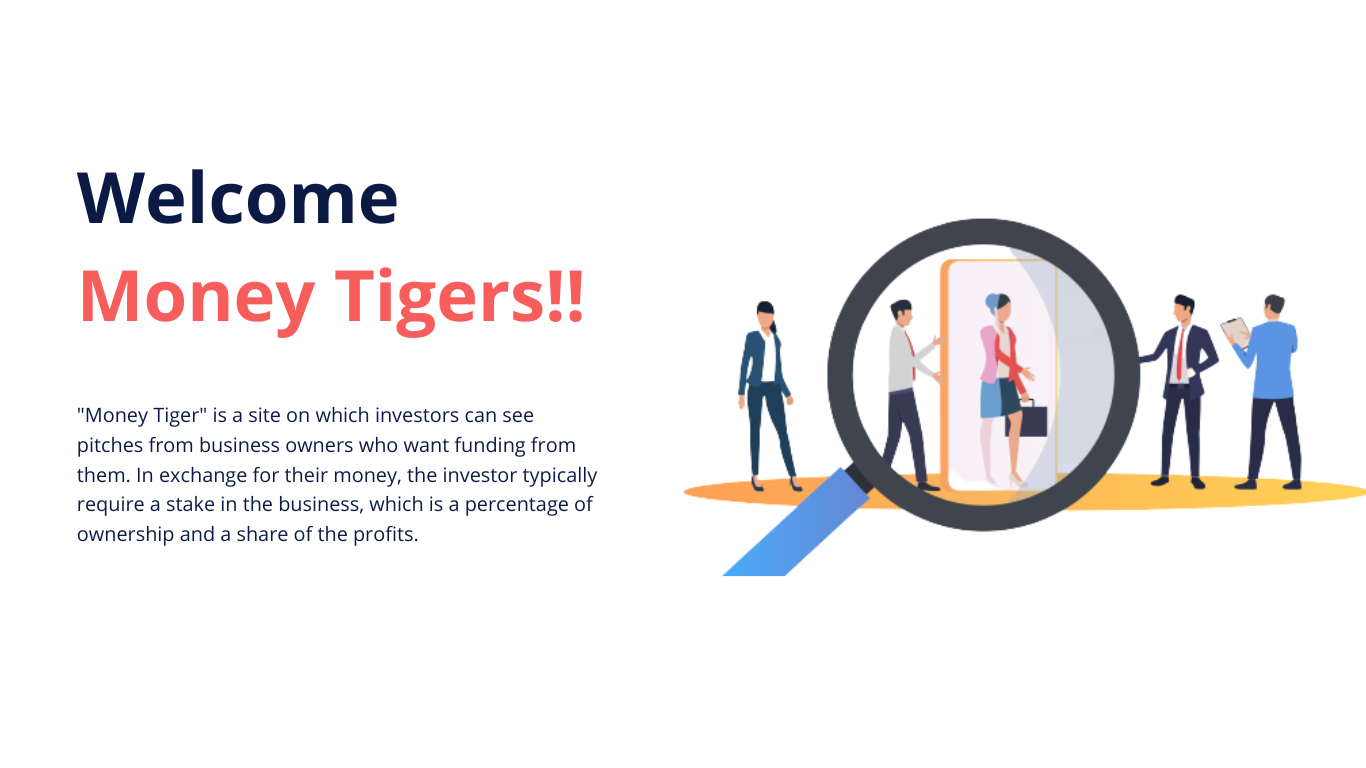 Welcome
Money Tigers!!
"Money Tiger" is a site on which investors can see
pitches from business owners who want funding from
them. In exchange for their money, the investor typically
require a stake in the business, which is a percentage of
ownership and a share of the profits.